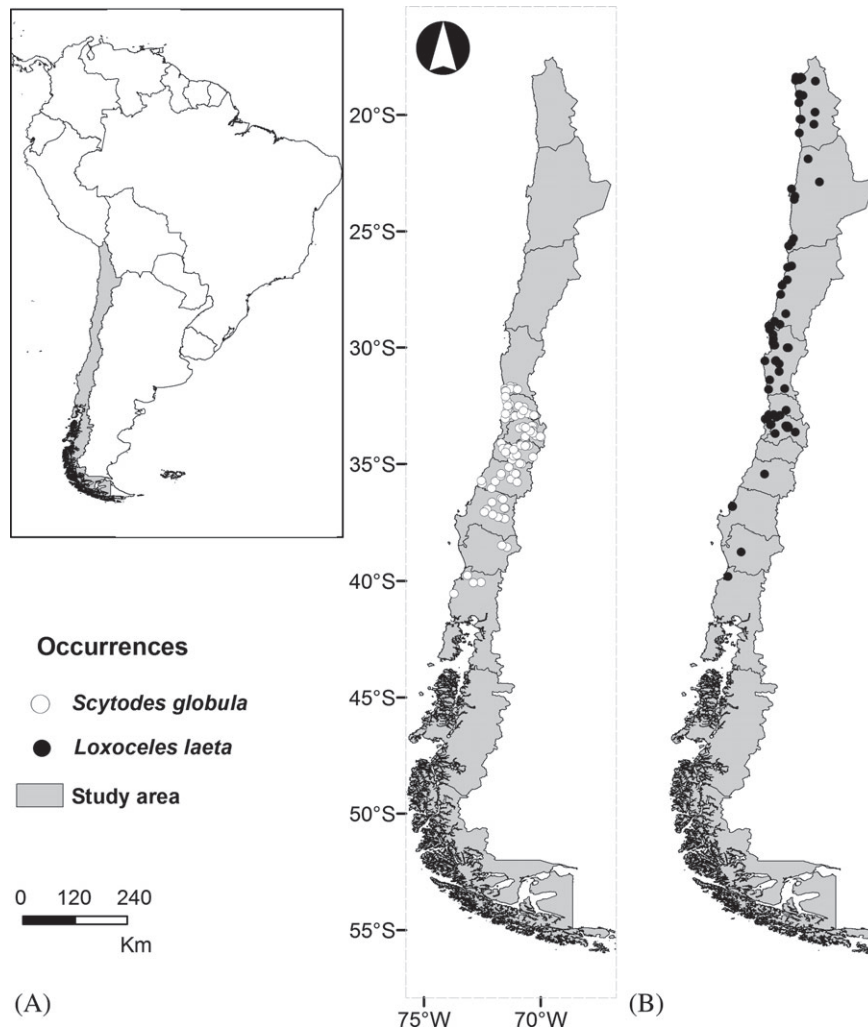 20°S
25°S
30°S
35°S
40°S
45°S
50°S
55°S
75°W 70°W
Occurrences
Scytodes globula
Loxoceles laeta
Study area
0 120 240
Km
(A)
(B)